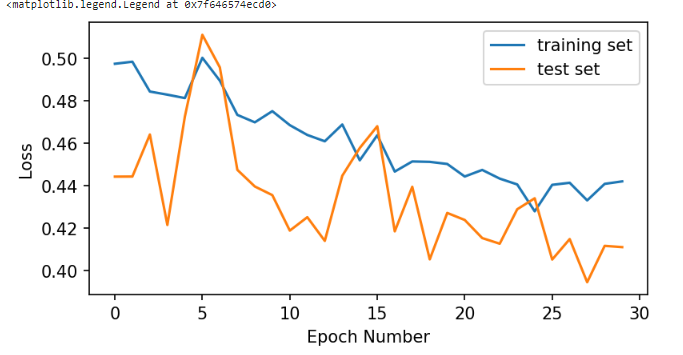 <matplotlib.legend.Legend at 0x7f646574ecd0>
training set
test set
0.50
0.48
0.46
0.44
0.42
0.40
Loss
0 5 10 15 20 25 30
Epoch Number